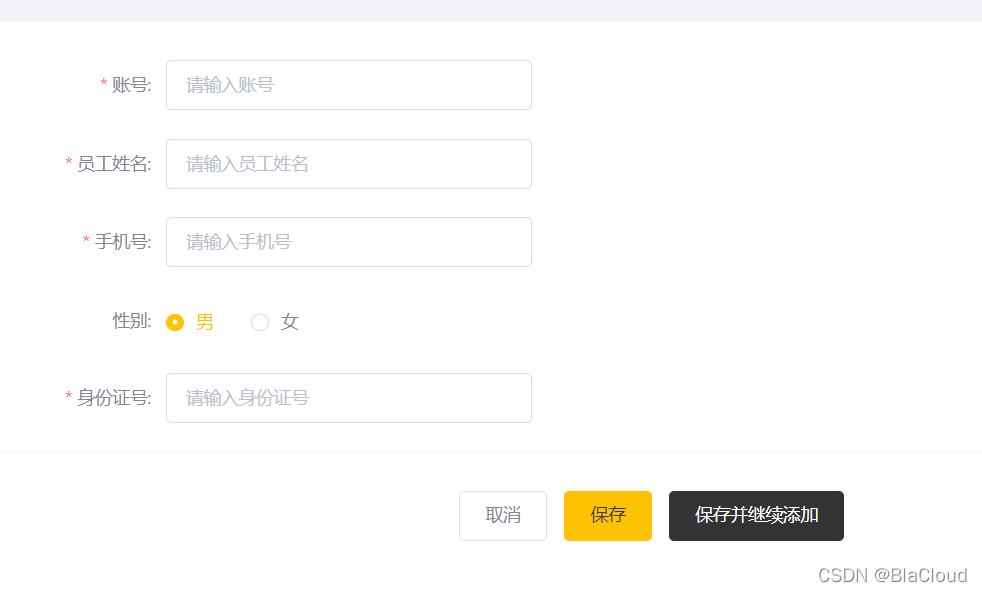 * 账号: 请输入账号
* 员工姓名: 请输入员工姓名
* 手机号: 请输入手机号
性别: 男 女
* 身份证号: 请输入身份证号
取消 保存 保存并继续添加
CSDN @BlaCloud